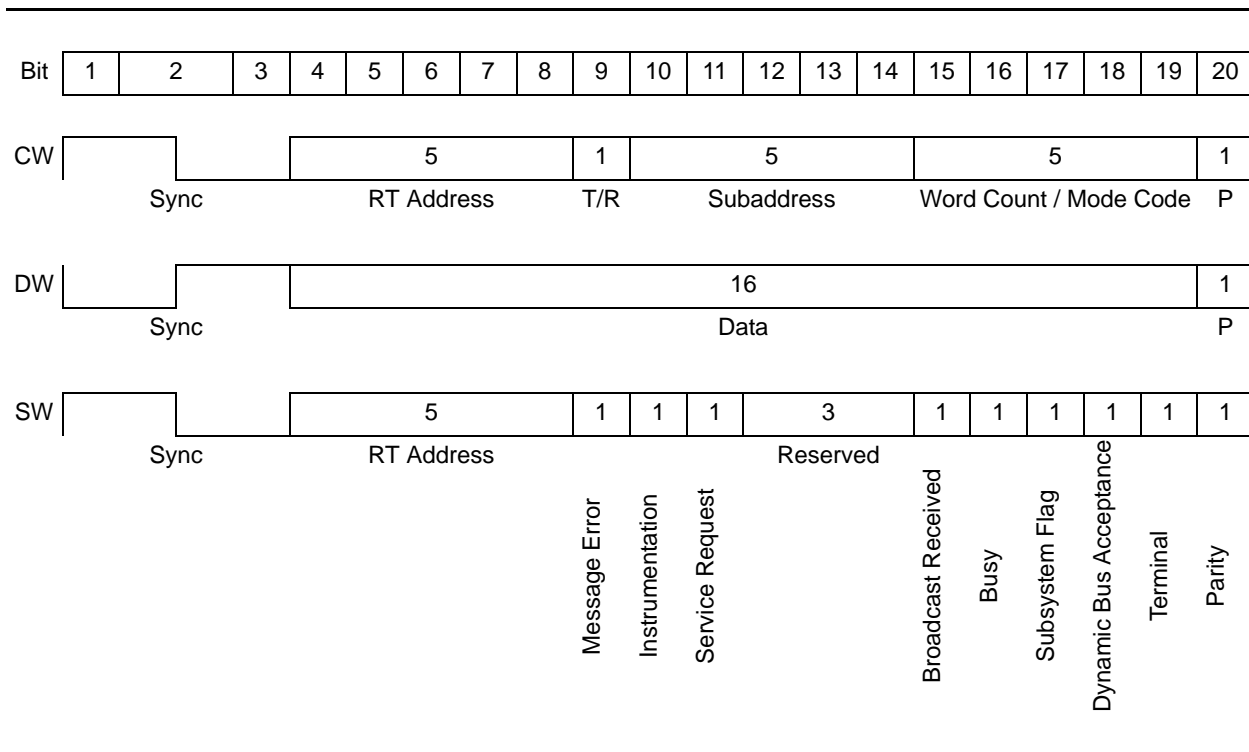 Bit 1 2 3 4 5 6 7 8 9 10 11 12 13 14 15 16 17 18 19 20
CW 5 1 5 5 1
Sync RT Address T/R Subaddress Word Count / Mode Code P
DW 16 1
Sync Data P
SW 5 1 1 1 3 1 1 1 1 1 1
Sync RT Address Reserved
Message Error
Instrumentation
Service Request
Broadcast Received
Busy
Subsystem Flag
Dynamic Bus Acceptance
Terminal
Parity